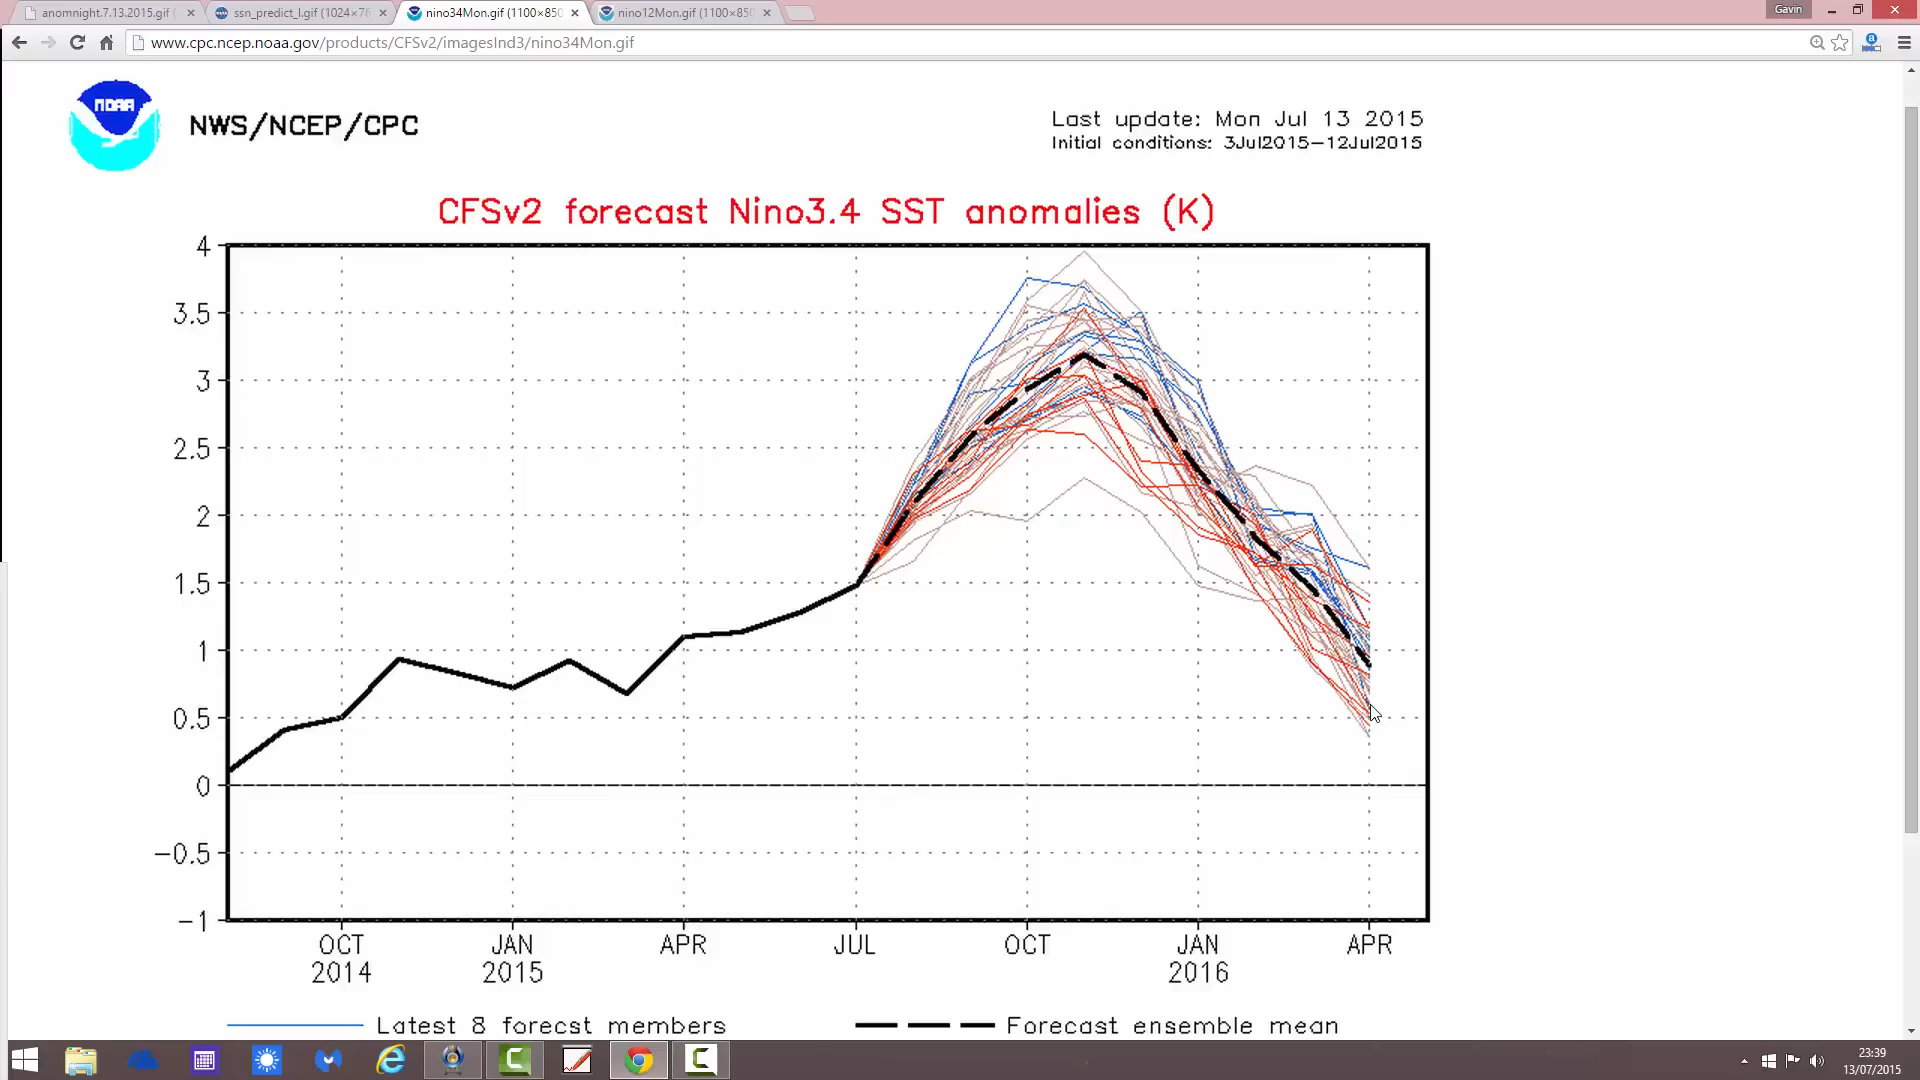 anomnight.7.13.2015.gif (
ssn_predict_l.gif (1024×76
nino34Mon.gif (1100×850
nino12Mon.gif (1100×850
Gavin
www.cpc.ncep.noaa.gov/products/CFSv2/imagesInd3/nino34Mon.gif
NOAA
NWS/NCEP/CPC
Last update: Mon Jul 13 2015
Initial conditions: 3Jul2015-12Jul2015
CFSv2 forecast Nino3.4 SST anomalies (K)
4
3.5
3
2.5
2
1.5
1
0.5
0
-0.5
-1
OCT JAN APR JUL OCT JAN APR
2014 2015 2016
Latest 8 forecst members
Forecast ensemble mean
23:39
13/07/2015